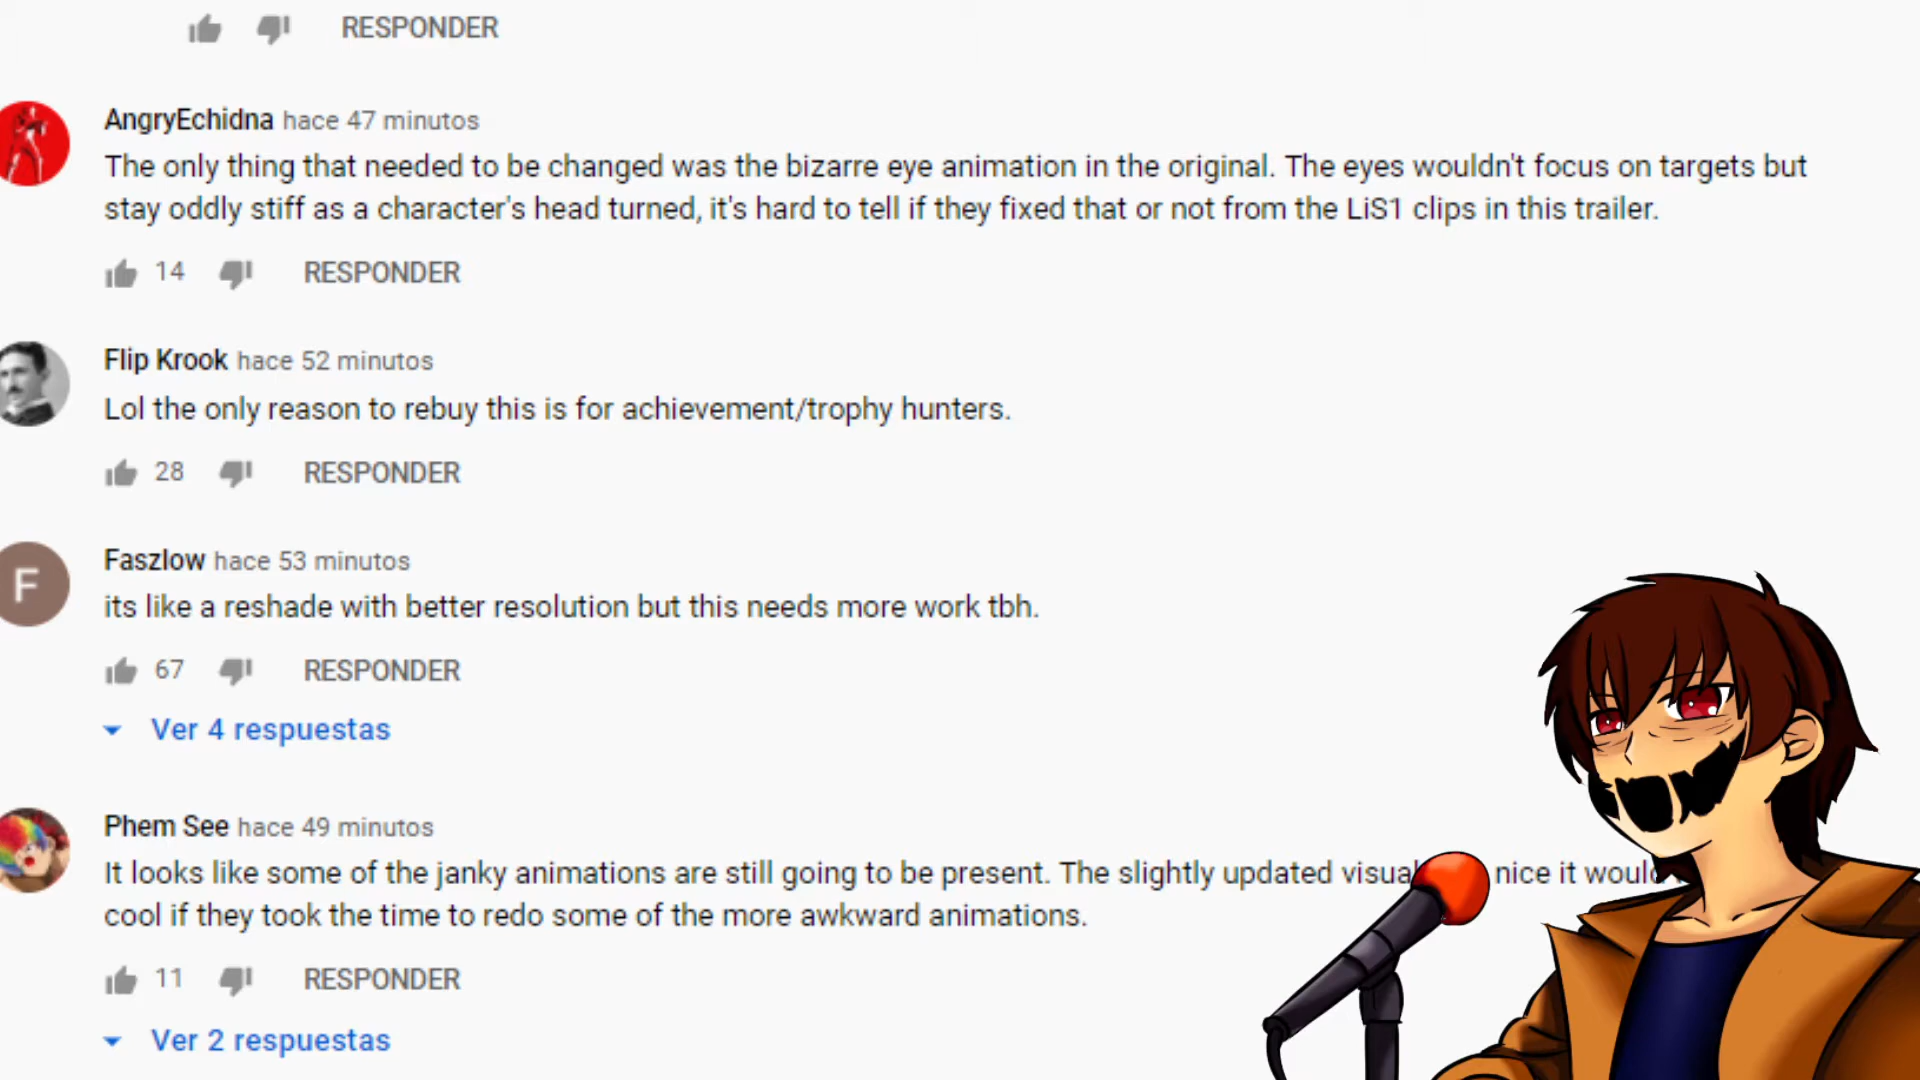 RESPONDER
AngryEchidna hace 47 minutos
The only thing that needed to be changed was the bizarre eye animation in the original. The eyes wouldn't focus on targets but
stay oddly stiff as a character's head turned, it's hard to tell if they fixed that or not from the LiS1 clips in this trailer.
14 RESPONDER
Flip Krook hace 52 minutos
Lol the only reason to rebuy this is for achievement/trophy hunters.
28 RESPONDER
F
Faszlow hace 53 minutos
its like a reshade with better resolution but this needs more work tbh.
67 RESPONDER
Ver 4 respuestas
Phem See hace 49 minutos
It looks like some of the janky animations are still going to be present. The slightly updated nice it
cool if they took the time to redo some of the more awkward animations.
11 RESPONDER
Ver 2 respuestas